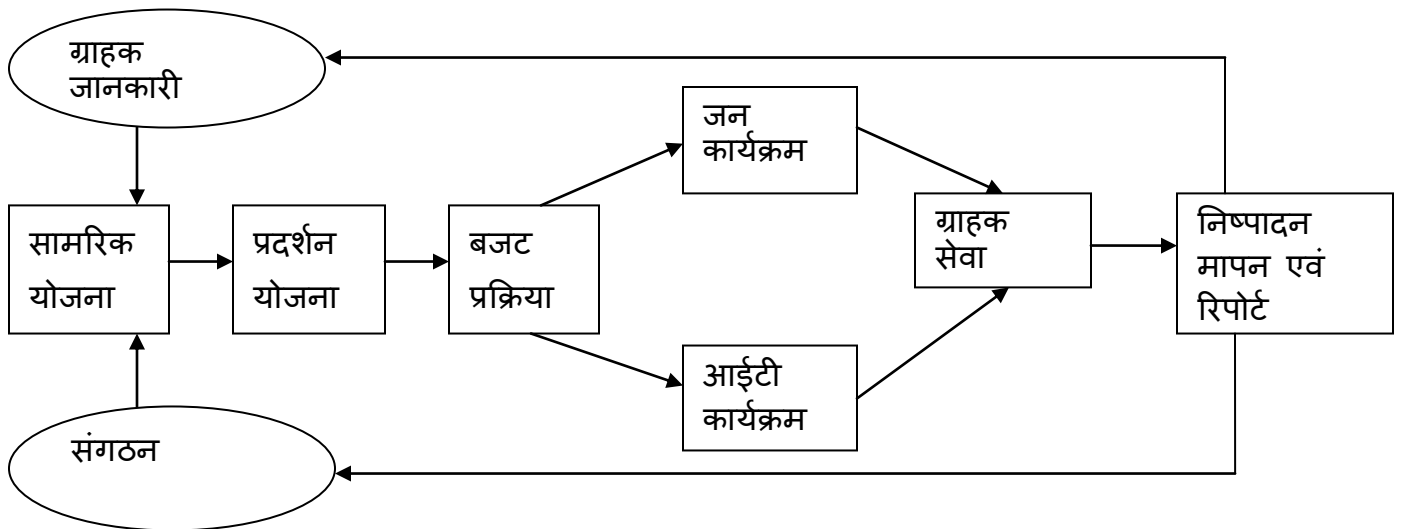 ग्राहक
जानकारी
जन
कार्यक्रम
सामरिक
योजना
प्रदर्शन
योजना
बजट
प्रक्रिया
ग्राहक
सेवा
निष्पादन
मापन एवं
रिपोर्ट
आईटी
कार्यक्रम
संगठन